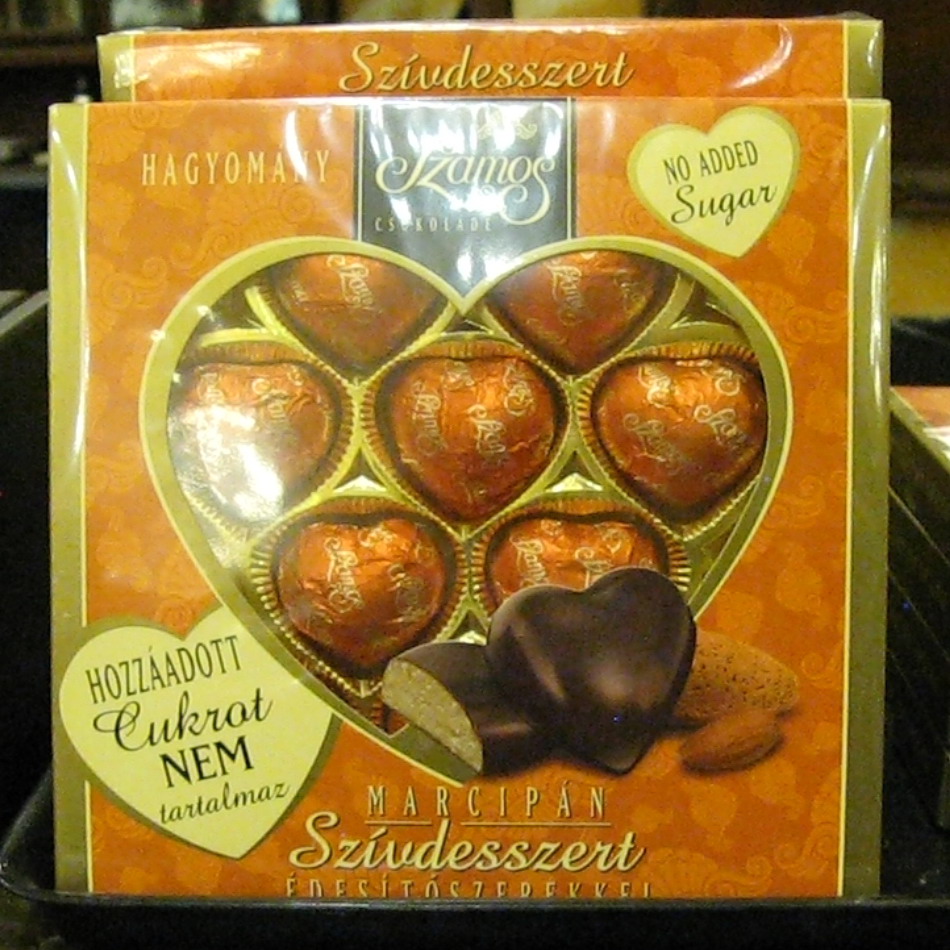 Szívdesszert
HAGYOMÁNY
Szamos
CSOKOLÁDÉ
NO ADDED
Sugar
HOZZÁADOTT
Cukrot
NEM
tartalmaz
MARCIPÁN
Szívdesszert
ÉDESÍTŐSZEREKKEL